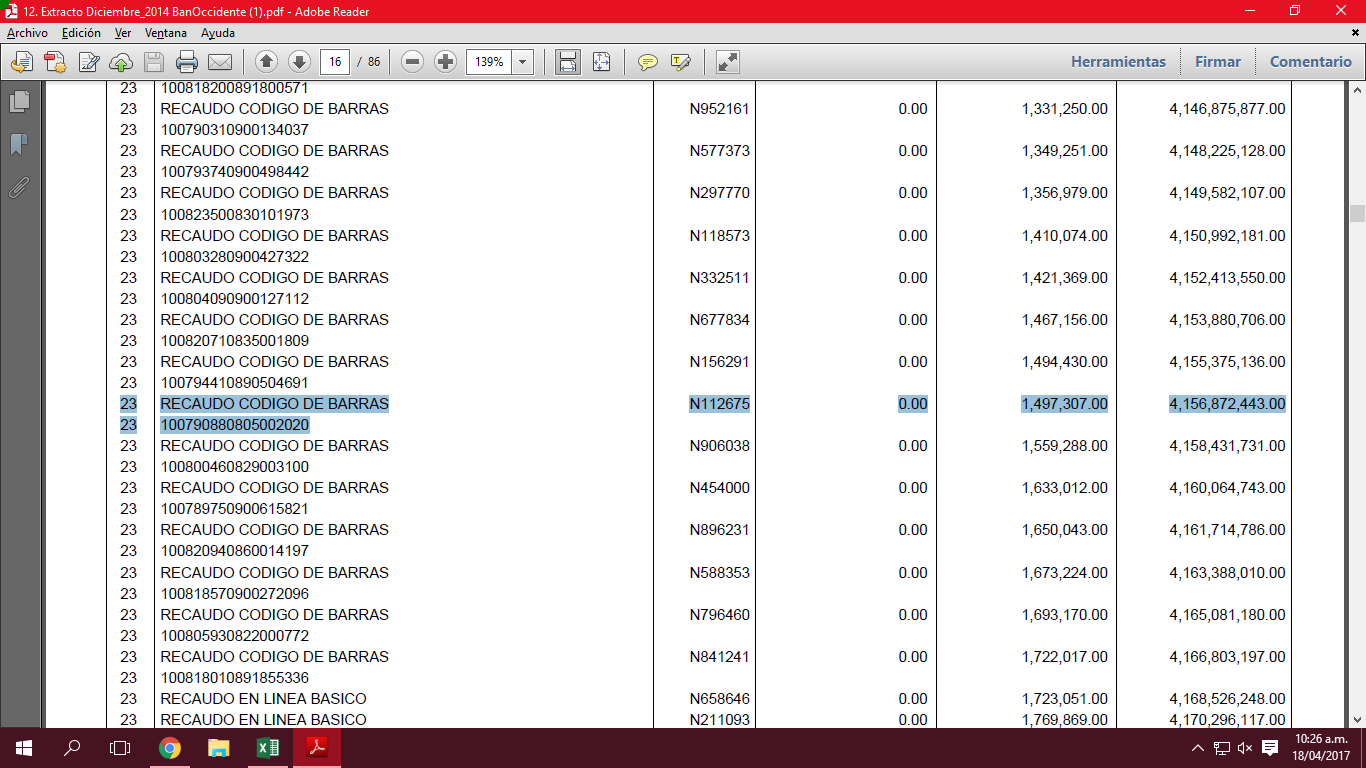 12. Extracto Diciembre_2014 BanOccidente (1).pdf - Adobe Reader
Archivo Edición Ver Ventana Ayuda
16 / 86 139% Herramientas Firmar Comentario
23 100818200891800571
23 RECAUDO CODIGO DE BARRAS N952161 0.00 1,331,250.00 4,146,875,877.00
23 100790310900134037
23 RECAUDO CODIGO DE BARRAS N577373 0.00 1,349,251.00 4,148,225,128.00
23 100793740900498442
23 RECAUDO CODIGO DE BARRAS N297770 0.00 1,356,979.00 4,149,582,107.00
23 100823500830101973
23 RECAUDO CODIGO DE BARRAS N118573 0.00 1,410,074.00 4,150,992,181.00
23 100803280900427322
23 RECAUDO CODIGO DE BARRAS N332511 0.00 1,421,369.00 4,152,413,550.00
23 100804090900127112
23 RECAUDO CODIGO DE BARRAS N677834 0.00 1,467,156.00 4,153,880,706.00
23 100820710835001809
23 RECAUDO CODIGO DE BARRAS N156291 0.00 1,494,430.00 4,155,375,136.00
23 100794410890504691
23 RECAUDO CODIGO DE BARRAS N112675 0.00 1,497,307.00 4,156,872,443.00
23 100790880805002020
23 RECAUDO CODIGO DE BARRAS N906038 0.00 1,559,288.00 4,158,431,731.00
23 100800460829003100
23 RECAUDO CODIGO DE BARRAS N454000 0.00 1,633,012.00 4,160,064,743.00
23 100789750900615821
23 RECAUDO CODIGO DE BARRAS N896231 0.00 1,650,043.00 4,161,714,786.00
23 100820940860014197
23 RECAUDO CODIGO DE BARRAS N588353 0.00 1,673,224.00 4,163,388,010.00
23 100818570900272096
23 RECAUDO CODIGO DE BARRAS N796460 0.00 1,693,170.00 4,165,081,180.00
23 100805930822000772
23 RECAUDO CODIGO DE BARRAS N841241 0.00 1,722,017.00 4,166,803,197.00
23 100818010891855336
23 RECAUDO EN LINEA BASICO N658646 0.00 1,723,051.00 4,168,526,248.00
23 RECAUDO EN LINEA BASICO N211093 0.00 1,769,869.00 4,170,296,117.00
10:26 a.m.
18/04/2017